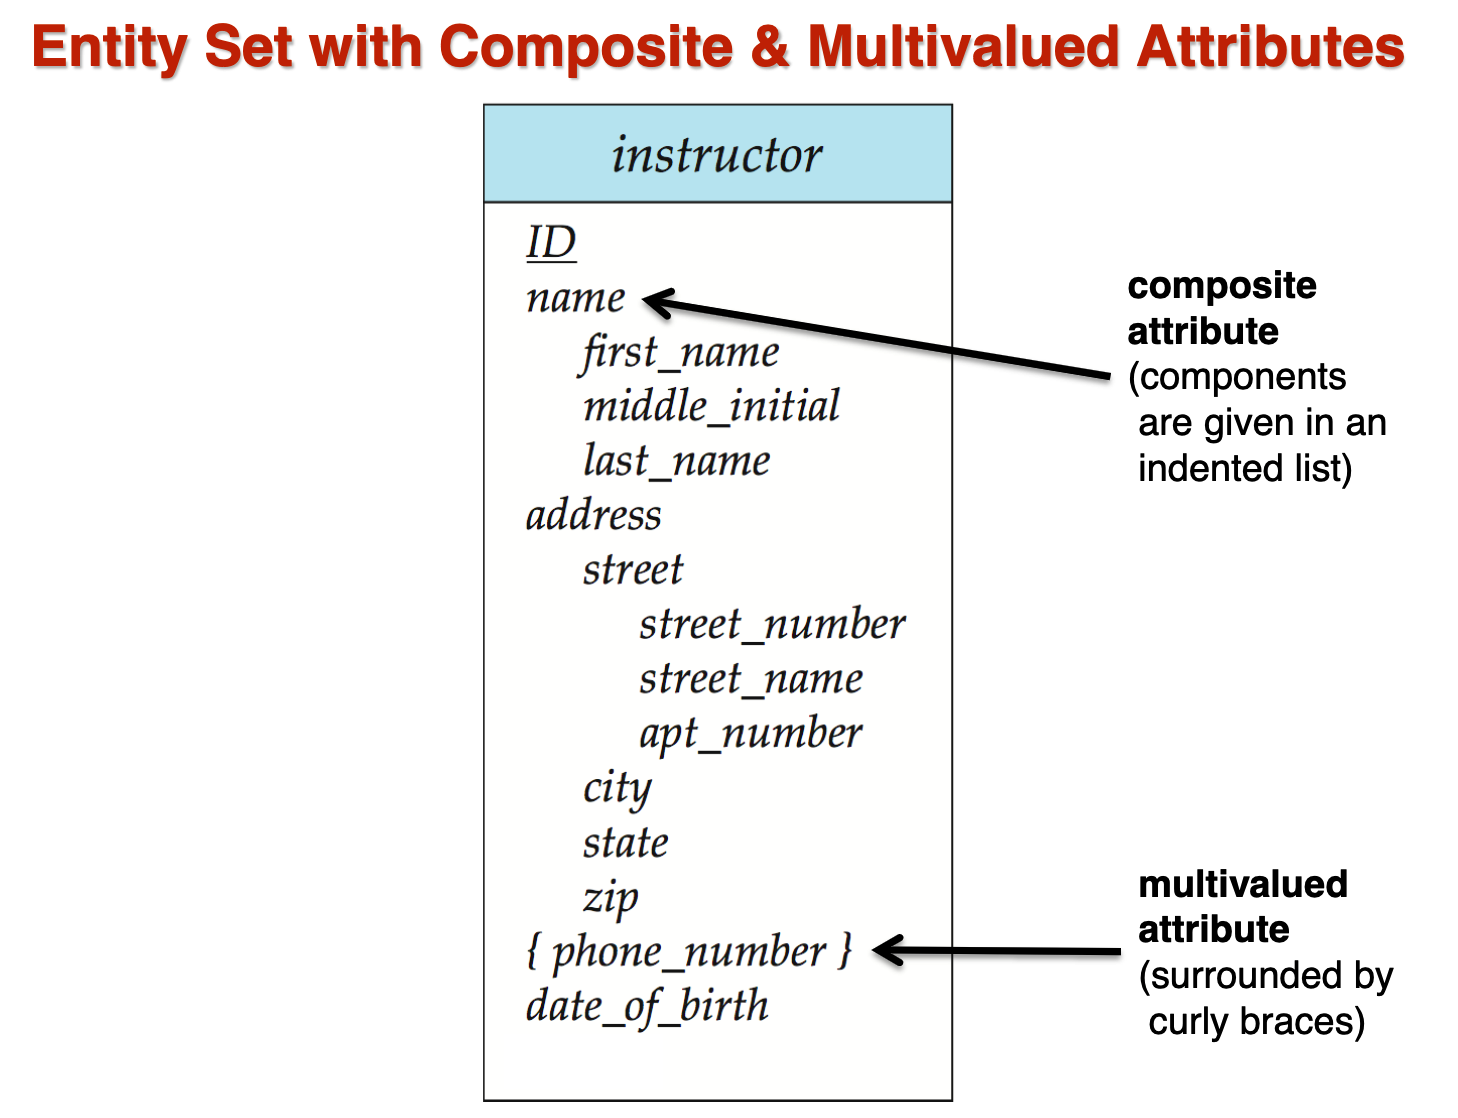 Entity Set with Composite & Multivalued Attributes
instructor
ID
name
first_name
middle_initial
last_name
address
street
street_number
street_name
apt_number
city
state
zip
{ phone_number }
date_of_birth
composite
attribute
(components
are given in an
indented list)
multivalued
attribute
(surrounded by
curly braces)